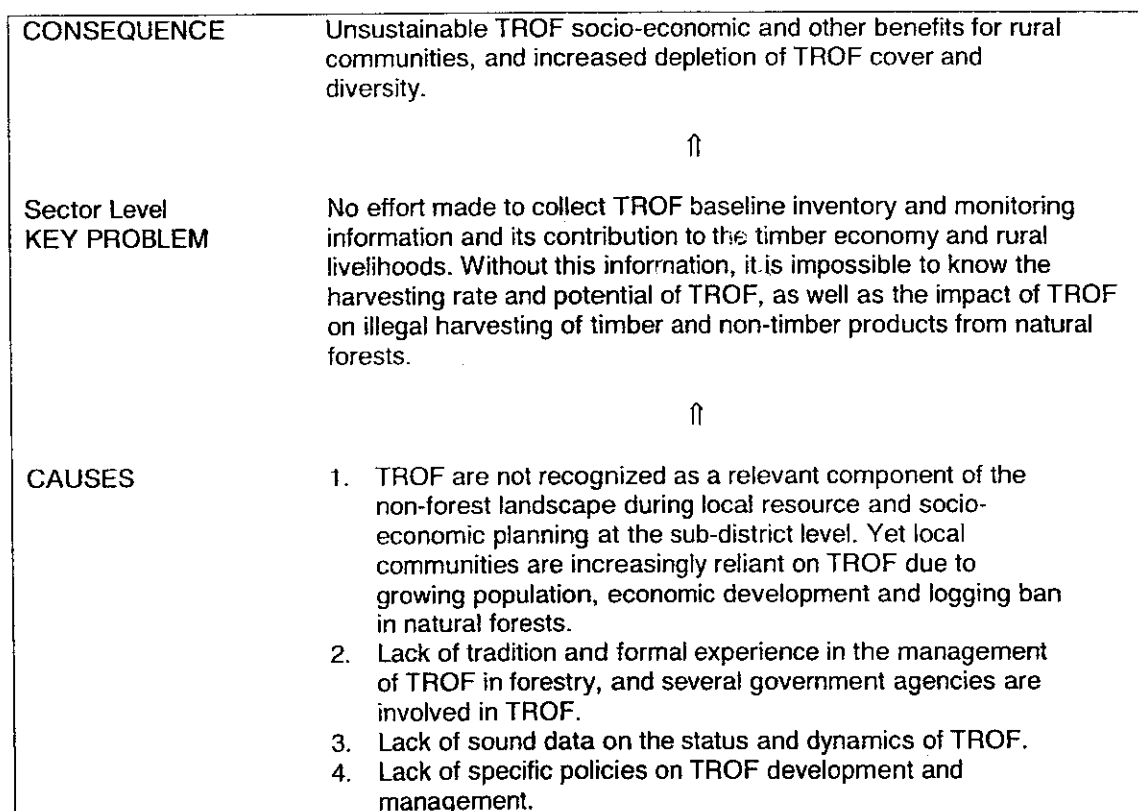 CONSEQUENCE Unsustainable TROF socio-economic and other benefits for rural
communities, and increased depletion of TROF cover and
diversity.
⇑
Sector Level No effort made to collect TROF baseline inventory and monitoring
KEY PROBLEM information and its contribution to the timber economy and rural
livelihoods. Without this information, it is impossible to know the
harvesting rate and potential of TROF, as well as the impact of TROF
on illegal harvesting of timber and non-timber products from natural
forests.
⇑
CAUSES 1. TROF are not recognized as a relevant component of the
non-forest landscape during local resource and socio-
economic planning at the sub-district level. Yet local
communities are increasingly reliant on TROF due to
growing population, economic development and logging ban
in natural forests.
2. Lack of tradition and formal experience in the management
of TROF in forestry, and several government agencies are
involved in TROF.
3. Lack of sound data on the status and dynamics of TROF.
4. Lack of specific policies on TROF development and
management.